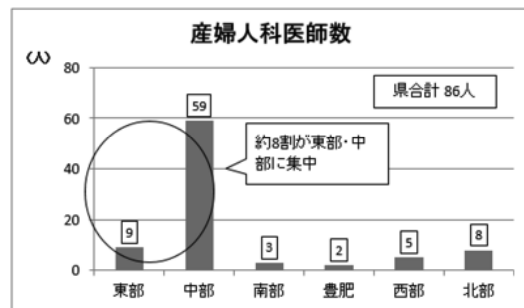 産婦人科医師数
(人)
80
県合計 86人
59
60
約8割が東部・中
部に集中
40
20
9
3
2
5
8
0
東部 中部 南部 豊肥 西部 北部